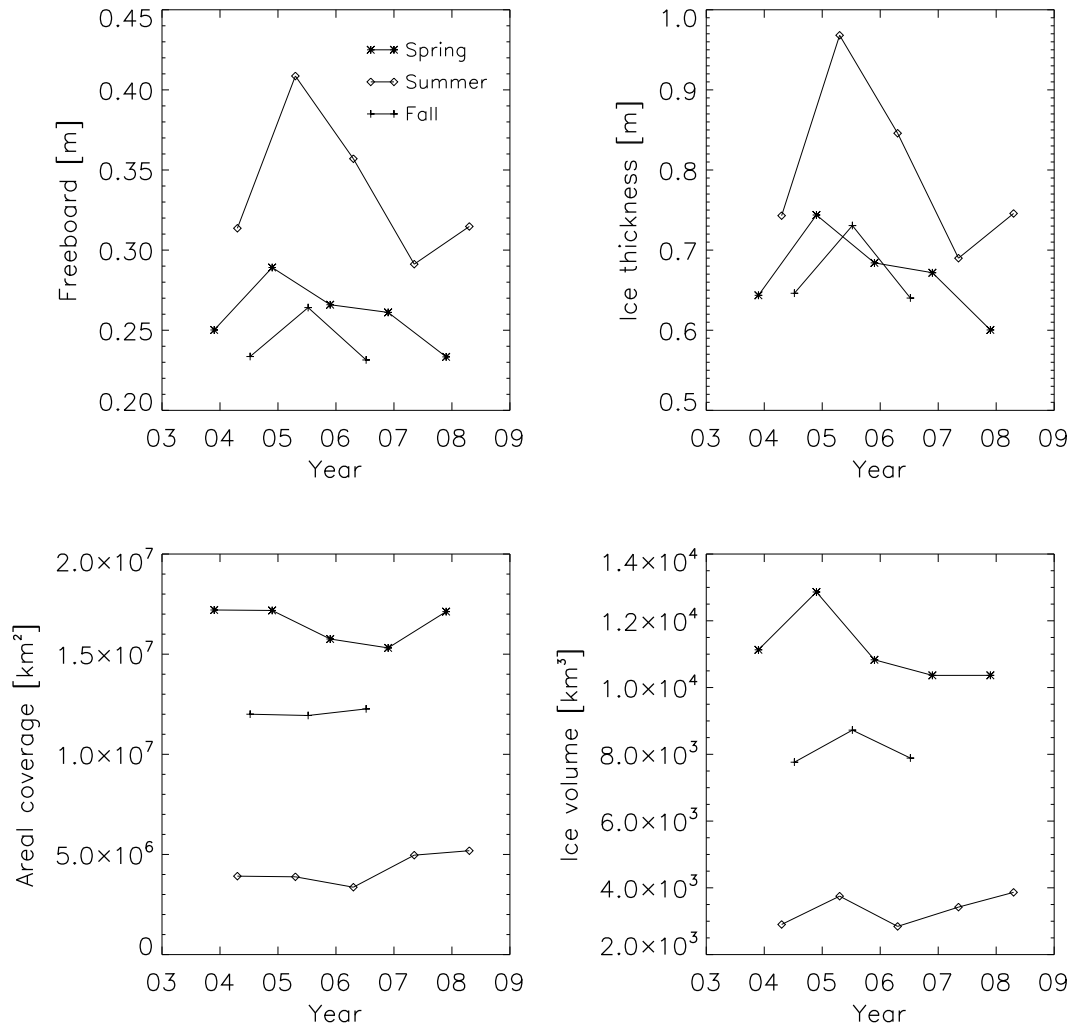 Freeboard [m]
0.45
0.40
0.35
0.30
0.25
0.20
Spring
Summer
Fall
03 04 05 06 07 08 09
Year
Ice thickness [m]
1.0
0.9
0.8
0.7
0.6
0.5
03 04 05 06 07 08 09
Year
Areal coverage [km²]
2.0×10⁷
1.5×10⁷
1.0×10⁷
5.0×10⁶
0
03 04 05 06 07 08 09
Year
Ice volume [km³]
1.4×10⁴
1.2×10⁴
1.0×10⁴
8.0×10³
6.0×10³
4.0×10³
2.0×10³
03 04 05 06 07 08 09
Year